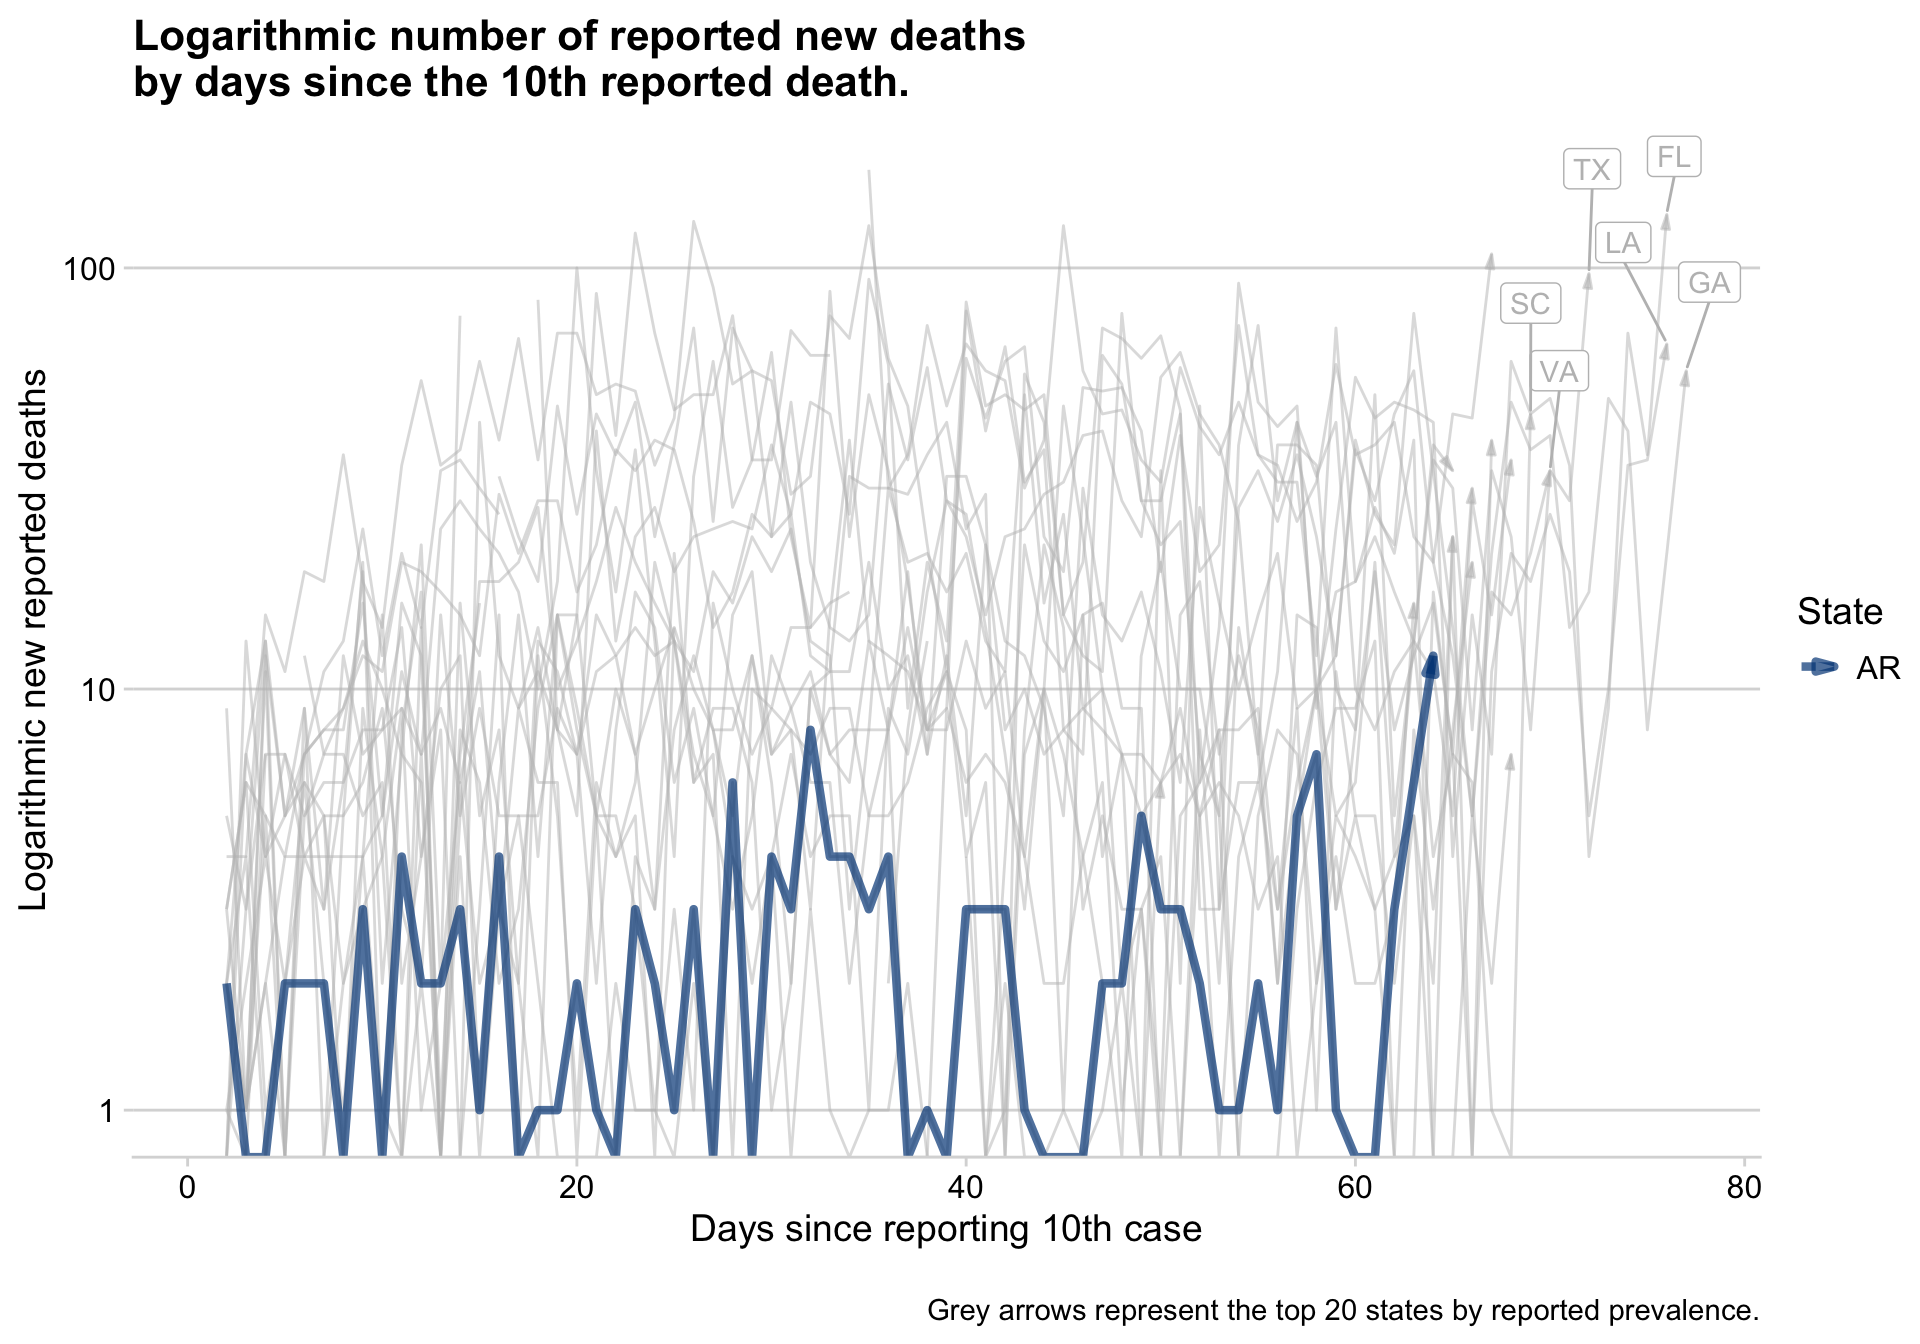 Logarithmic number of reported new deaths
by days since the 10th reported death.
TX
FL
LA
GA
SC
VA
100
10
1
Logarithmic new reported deaths
0
20
40
60
80
Days since reporting 10th case
State
AR
Grey arrows represent the top 20 states by reported prevalence.